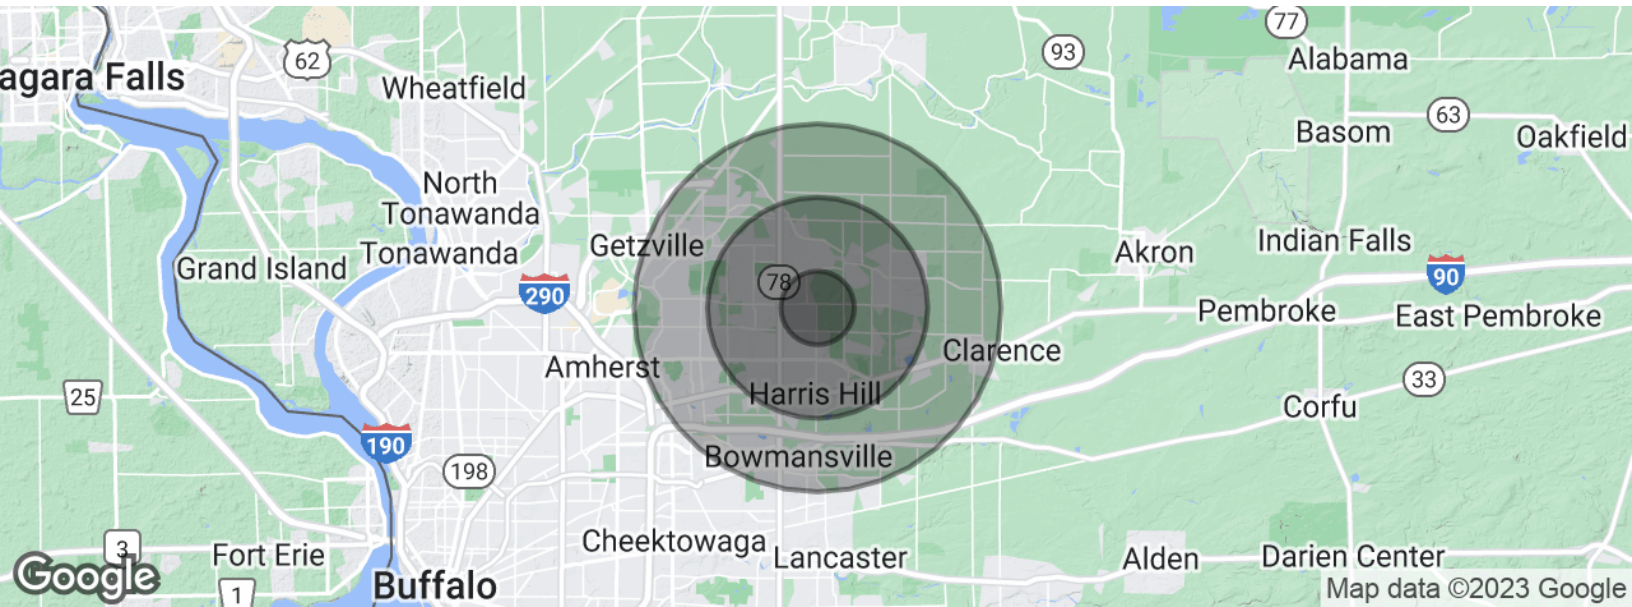 77
93
Alabama
62
agara Falls
Wheatfield
63
Basom
Oakfield
North
Tonawanda
Getzville
Indian Falls
Tonawanda
Akron
Grand Island
90
78
290
Pembroke
East Pembroke
Clarence
Amherst
33
Harris Hill
25
Corfu
190
Bowmansville
198
Cheektowaga
3
Fort Erie
Lancaster
Alden
Darien Center
Google
Buffalo
1
Map data ©2023 Google